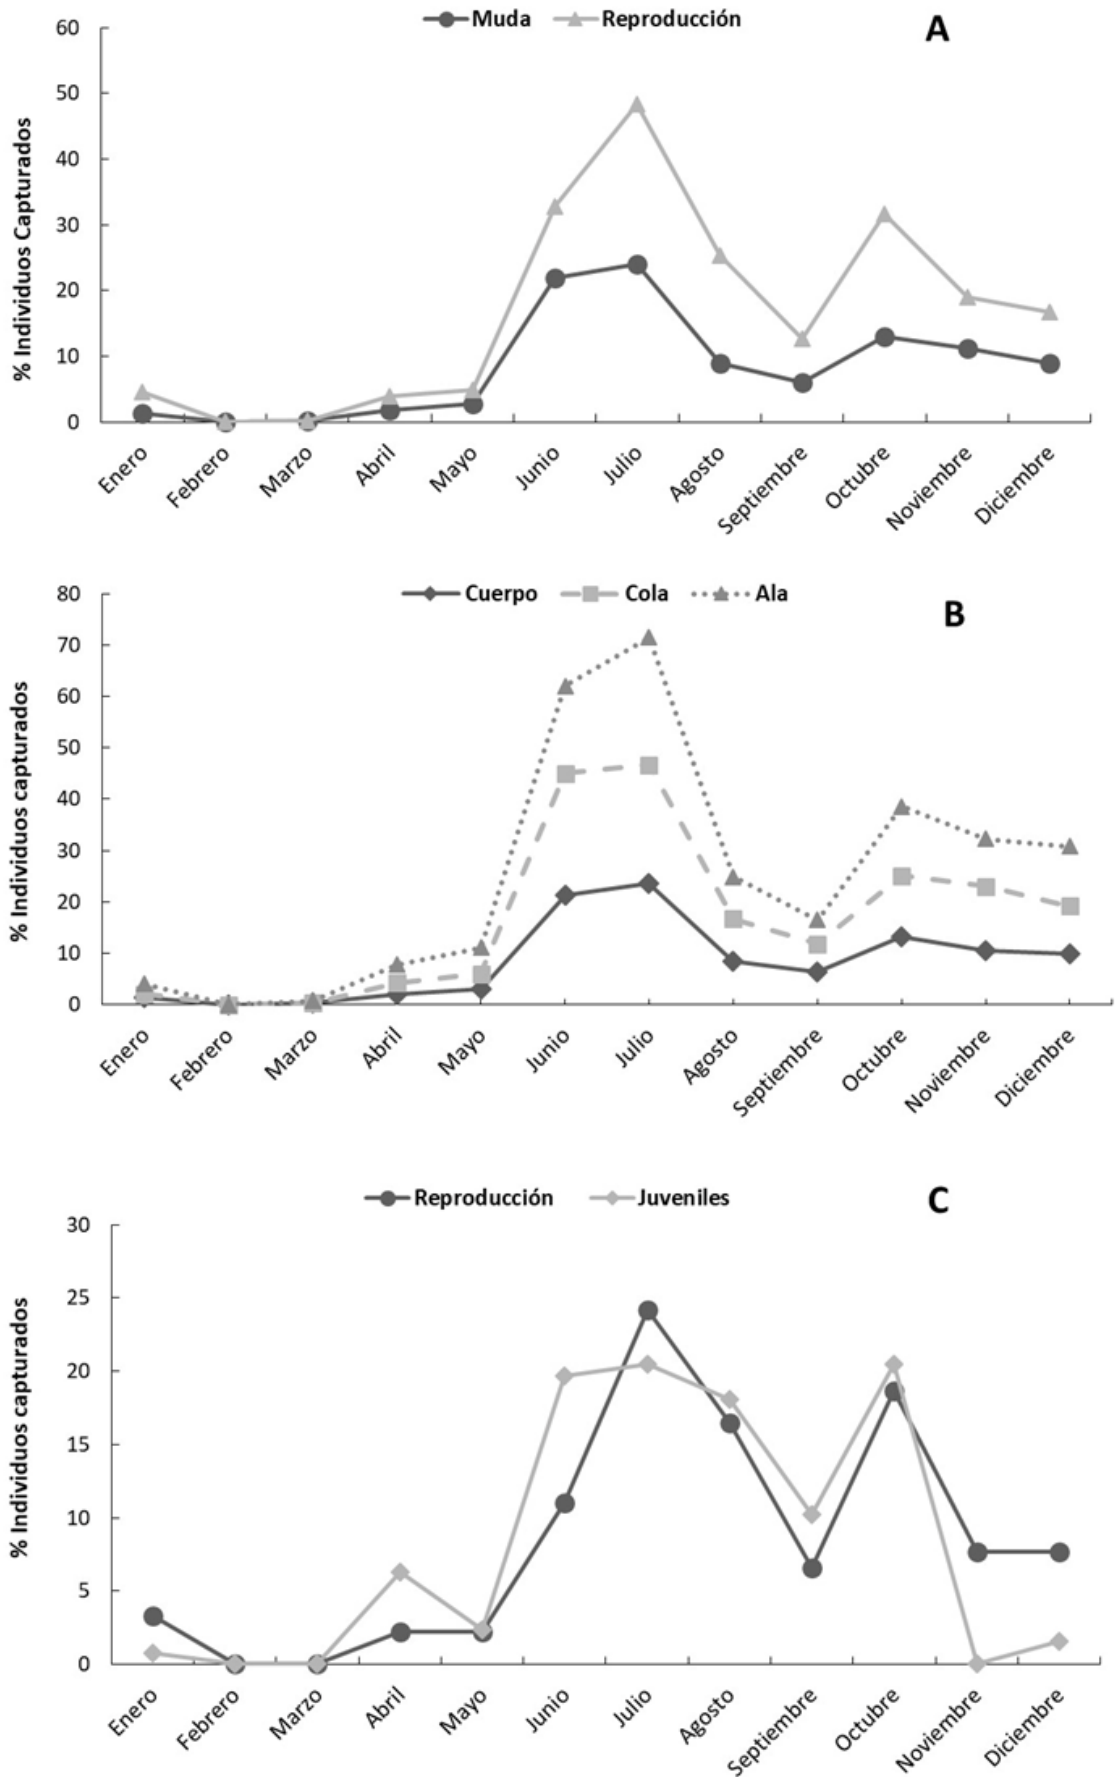 Muda Reproducción
A
% Individuos Capturados
60
50
40
30
20
10
0
Enero Febrero Marzo Abril Mayo Junio Julio Agosto Septiembre Octubre Noviembre Diciembre
Cuerpo Cola Ala
B
% Individuos capturados
80
70
60
50
40
30
20
10
0
Enero Febrero Marzo Abril Mayo Junio Julio Agosto Septiembre Octubre Noviembre Diciembre
Reproducción Juveniles
C
% Individuos capturados
30
25
20
15
10
5
0
Enero Febrero Marzo Abril Mayo Junio Julio Agosto Septiembre Octubre Noviembre Diciembre